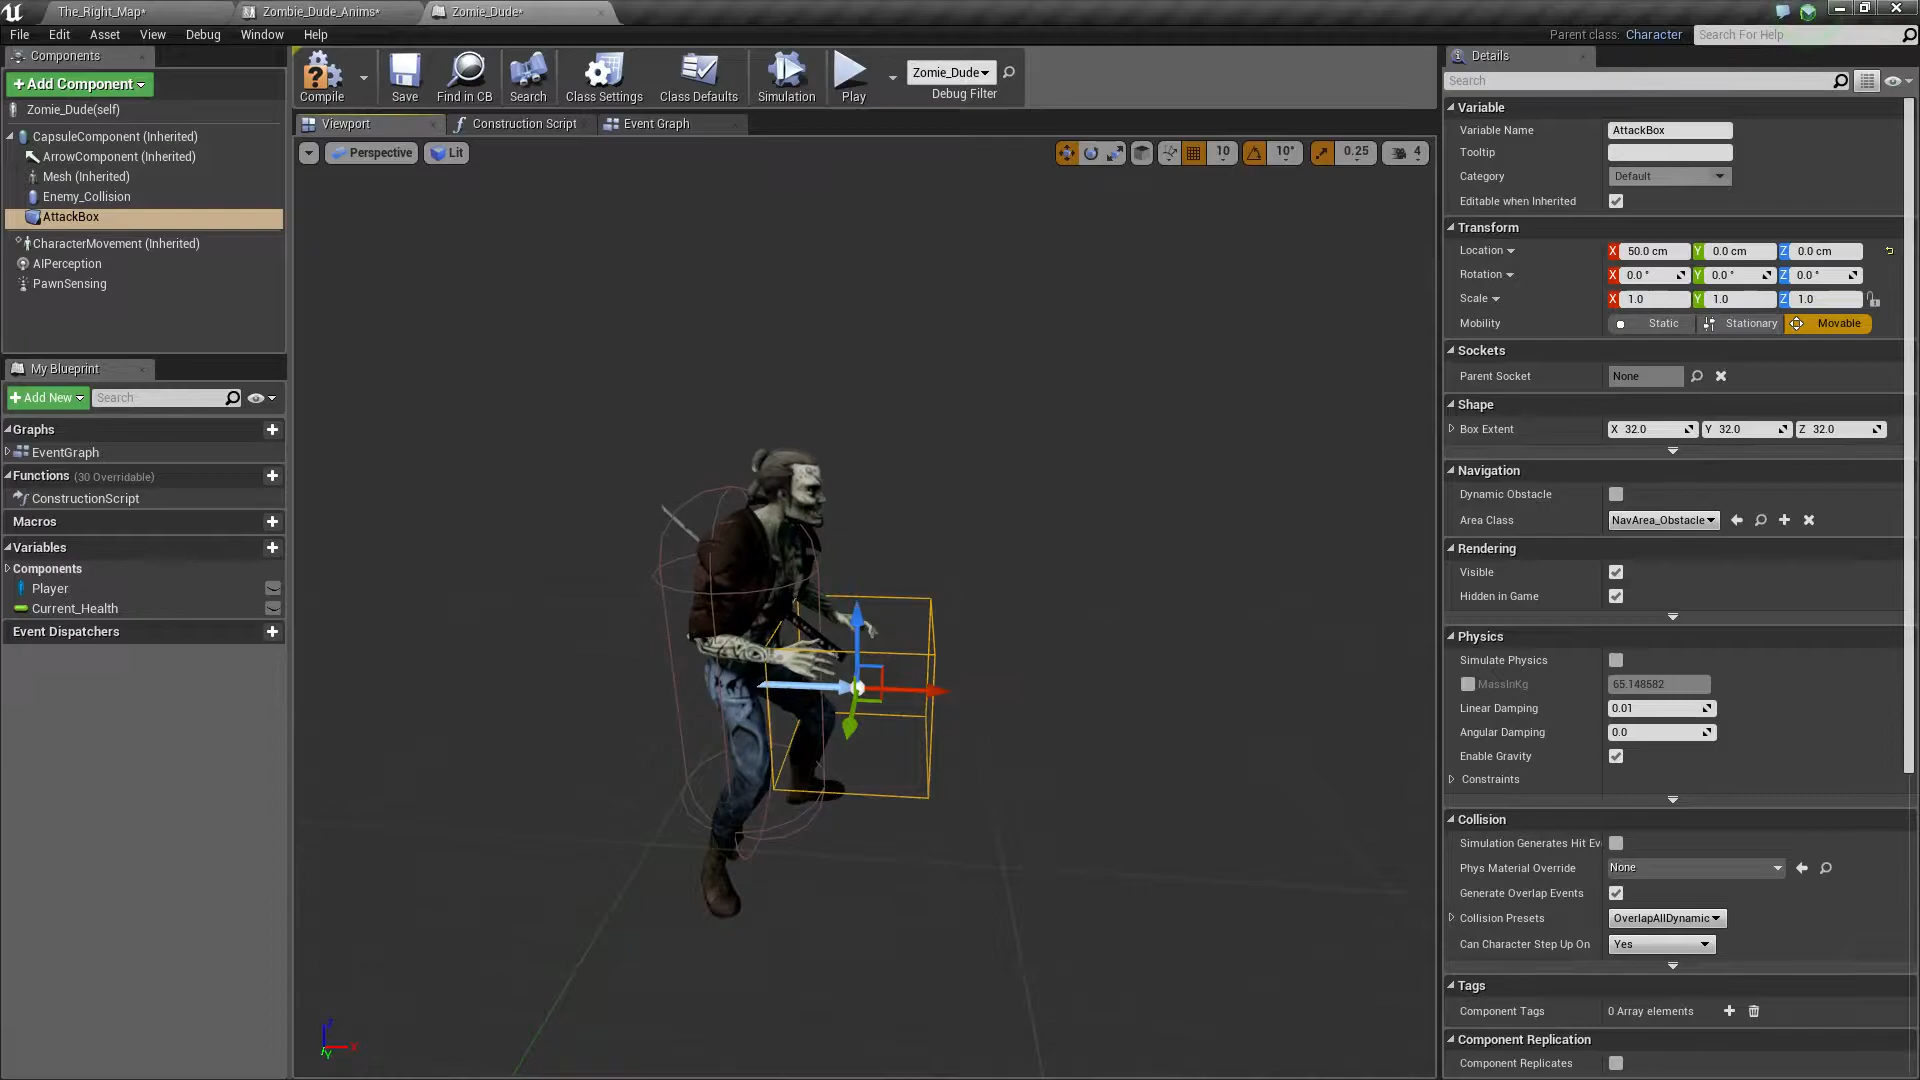 The_Right_Map*
Zombie_Dude_Anims*
Zomie_Dude*
File Edit Asset View Debug Window Help
Parent class: Character
Search For Help
Components
+Add Component
Zomie_Dude(self)
CapsuleComponent (Inherited)
ArrowComponent (Inherited)
Mesh (Inherited)
Enemy_Collision
AttackBox
CharacterMovement (Inherited)
AIPerception
PawnSensing
My Blueprint
+Add New
Search
Graphs
EventGraph
Functions (30 Overridable)
ConstructionScript
Macros
Variables
Components
Player
Current_Health
Event Dispatchers
Compile Save Find in CB Search Class Settings Class Defaults Simulation Play
Zomie_Dude
Debug Filter
Viewport
Construction Script
Event Graph
Perspective Lit
10 10° 0.25 4
Z
X
Y
Details
Search
Variable
Variable Name AttackBox
Tooltip
Category Default
Editable when Inherited
Transform
Location X 50.0 cm Y 0.0 cm Z 0.0 cm
Rotation X 0.0 ° Y 0.0 ° Z 0.0 °
Scale X 1.0 Y 1.0 Z 1.0
Mobility Static Stationary Movable
Sockets
Parent Socket None
Shape
Box Extent X 32.0 Y 32.0 Z 32.0
Navigation
Dynamic Obstacle
Area Class NavArea_Obstacle
Rendering
Visible
Hidden in Game
Physics
Simulate Physics
MassInKg 65.148582
Linear Damping 0.01
Angular Damping 0.0
Enable Gravity
Constraints
Collision
Simulation Generates Hit Ev
Phys Material Override None
Generate Overlap Events
Collision Presets OverlapAllDynamic
Can Character Step Up On Yes
Tags
Component Tags 0 Array elements
Component Replication
Component Replicates